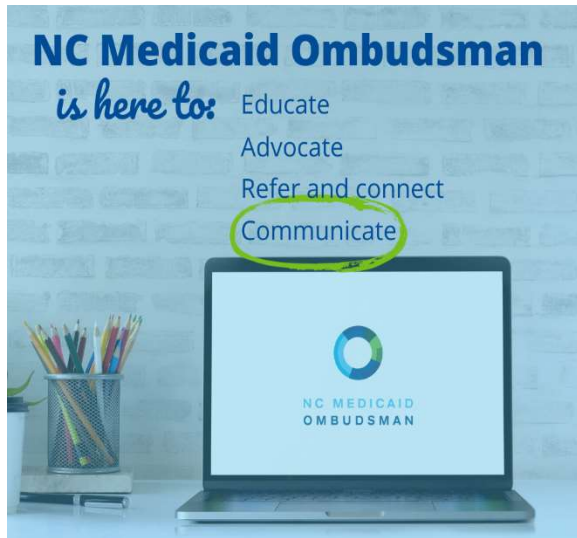 NC Medicaid Ombudsman
is here to:
Educate
Advocate
Refer and connect
Communicate
NC MEDICAID
OMBUDSMAN